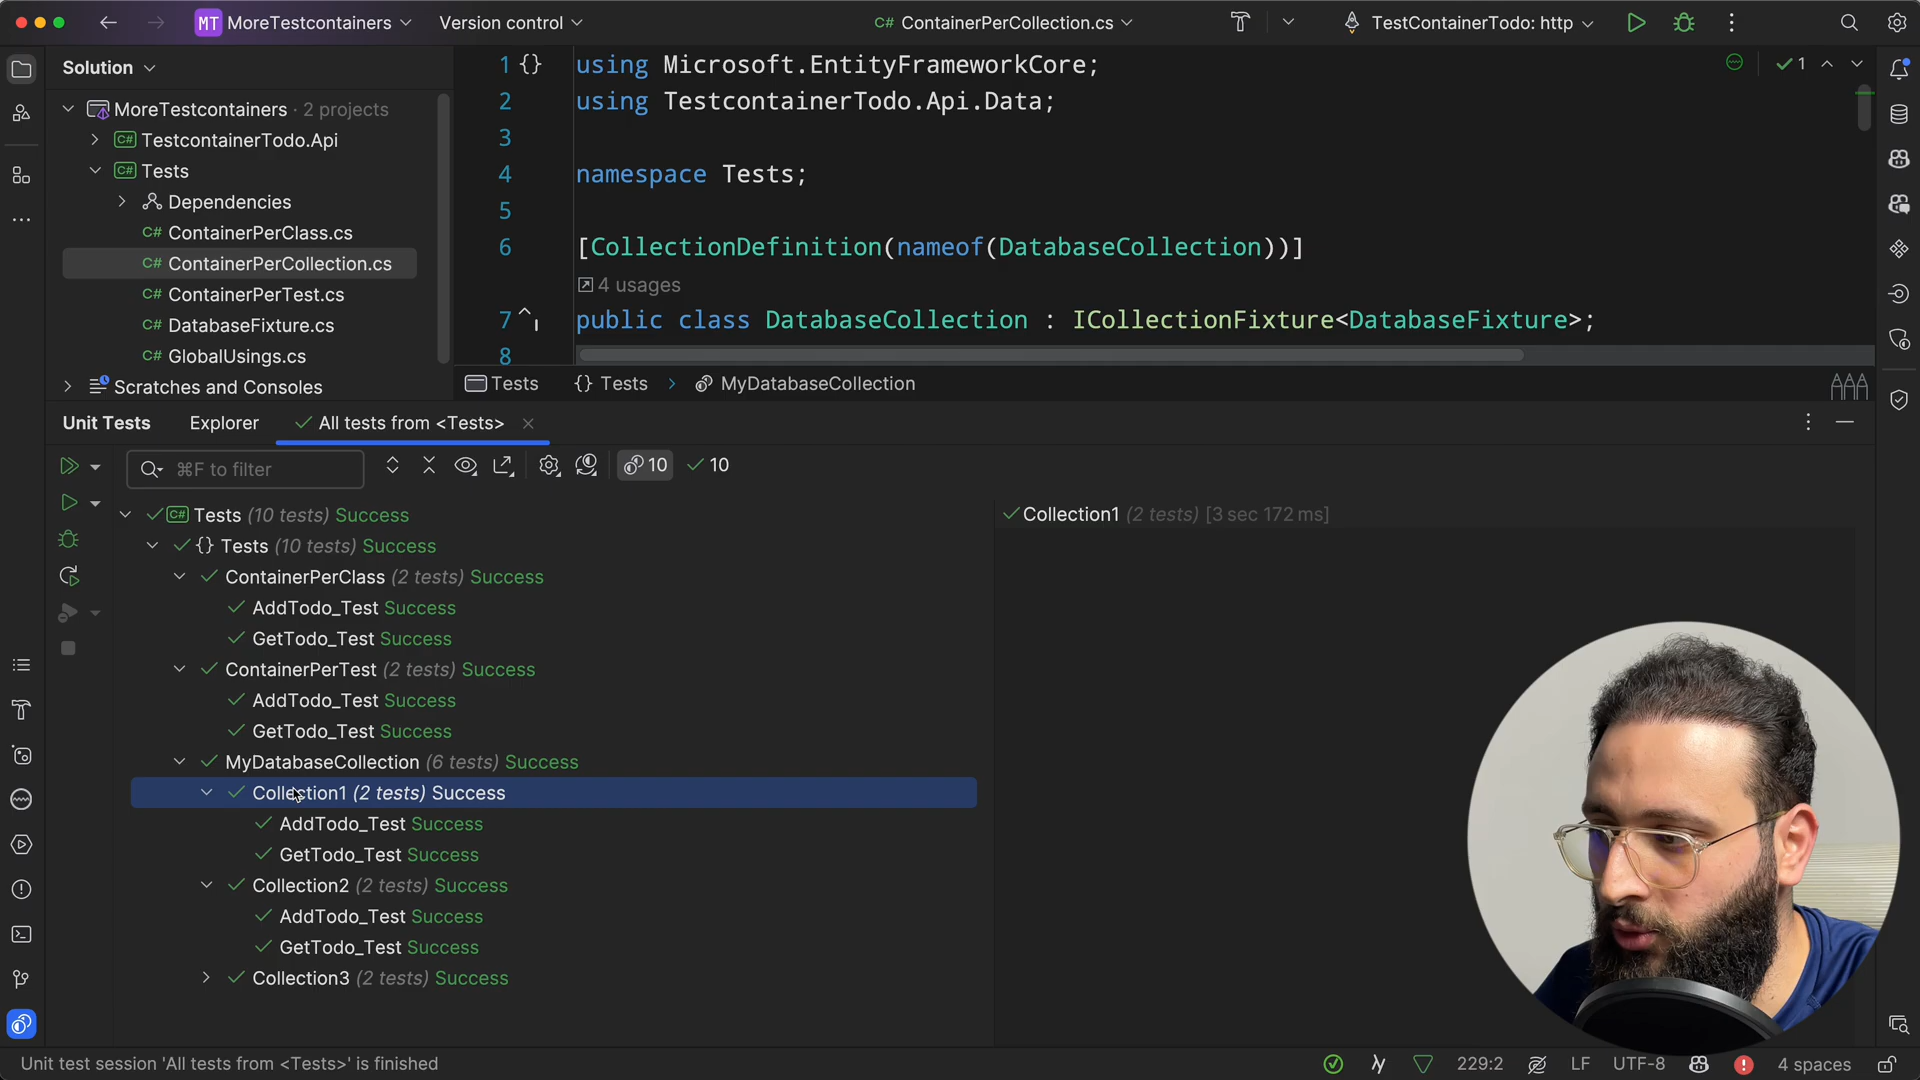 MT MoreTestcontainers
Version control
C# ContainerPerCollection.cs
TestContainerTodo: http
Solution
MoreTestcontainers · 2 projects
C# TestcontainerTodo.Api
C# Tests
Dependencies
C# ContainerPerClass.cs
C# ContainerPerCollection.cs
C# ContainerPerTest.cs
C# DatabaseFixture.cs
C# GlobalUsings.cs
Scratches and Consoles
1 {} using Microsoft.EntityFrameworkCore;
2 using TestcontainerTodo.Api.Data;
3
4 namespace Tests;
5
6 [CollectionDefinition(nameof(DatabaseCollection))]
4 usages
7 public class DatabaseCollection : ICollectionFixture<DatabaseFixture>;
8
1
Tests {} Tests > MyDatabaseCollection
Unit Tests
Explorer
All tests from <Tests>
⌘F to filter
10
10
C# Tests (10 tests) Success
{} Tests (10 tests) Success
ContainerPerClass (2 tests) Success
AddTodo_Test Success
GetTodo_Test Success
ContainerPerTest (2 tests) Success
AddTodo_Test Success
GetTodo_Test Success
MyDatabaseCollection (6 tests) Success
Collection1 (2 tests) Success
AddTodo_Test Success
GetTodo_Test Success
Collection2 (2 tests) Success
AddTodo_Test Success
GetTodo_Test Success
Collection3 (2 tests) Success
Collection1 (2 tests) [3 sec 172 ms]
Unit test session 'All tests from <Tests>' is finished
229:2
LF
UTF-8
4 spaces